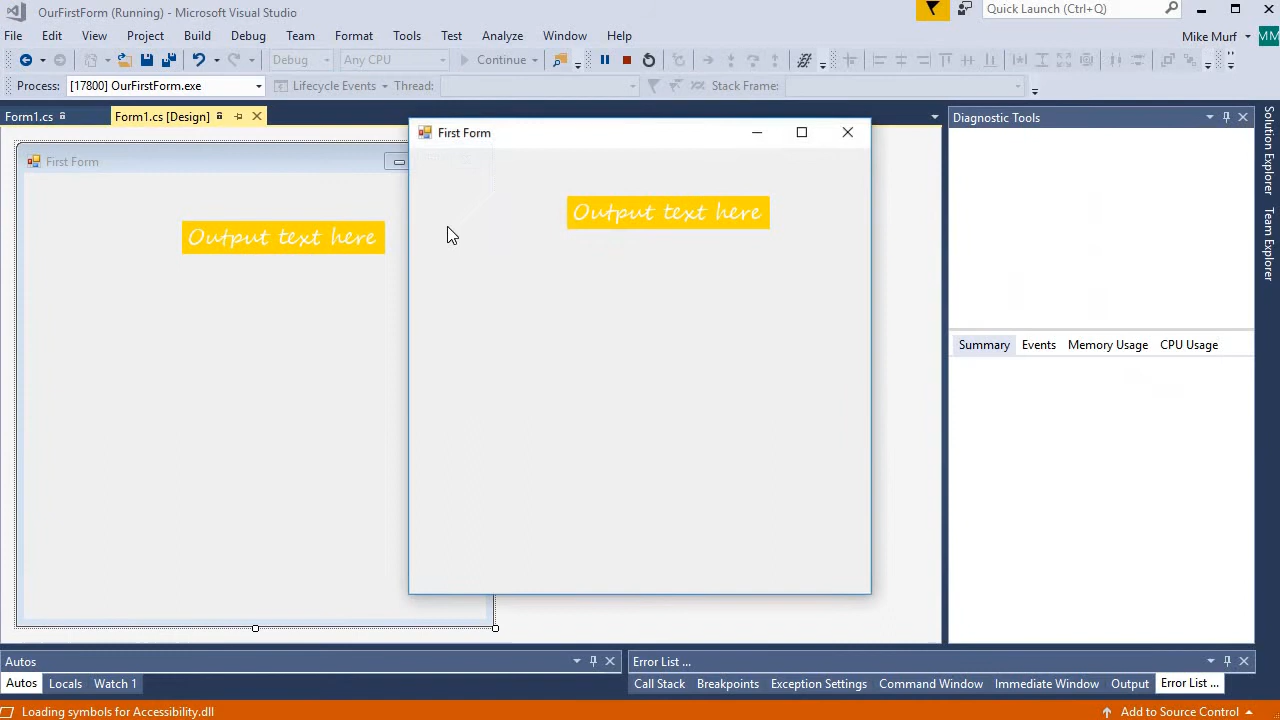 OurFirstForm (Running) - Microsoft Visual Studio
Quick Launch (Ctrl+Q)
File Edit View Project Build Debug Team Format Tools Test Analyze Window Help
Mike Murf MM
Debug Any CPU Continue
Process: [17800] OurFirstForm.exe Lifecycle Events Thread: Stack Frame:
Form1.cs Form1.cs [Design]
First Form
Output text here
First Form
Output text here
Diagnostic Tools
Summary Events Memory Usage CPU Usage
Solution Explorer
Team Explorer
Autos
Autos Locals Watch 1
Error List ...
Call Stack Breakpoints Exception Settings Command Window Immediate Window Output Error List ...
Loading symbols for Accessibility.dll
Add to Source Control